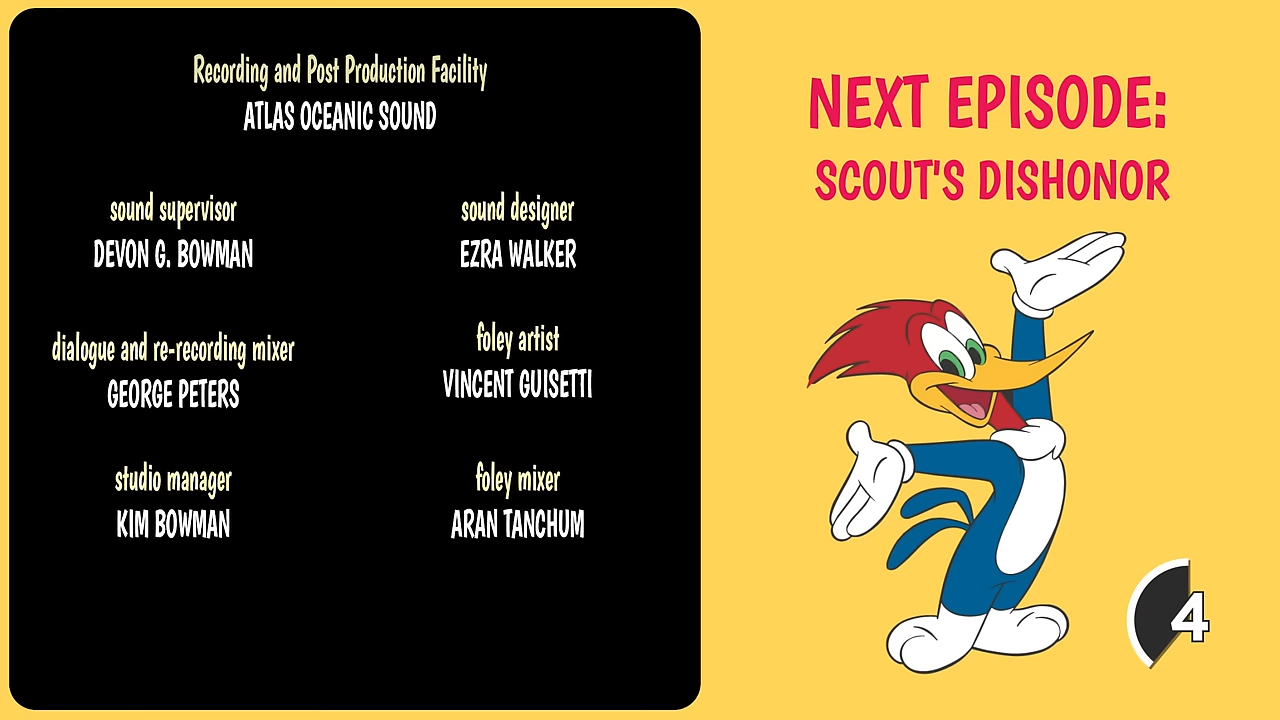 Recording and Post Production Facility
ATLAS OCEANIC SOUND
sound supervisor
DEVON G. BOWMAN
sound designer
EZRA WALKER
dialogue and re-recording mixer
GEORGE PETERS
foley artist
VINCENT GUISETTI
studio manager
KIM BOWMAN
foley mixer
ARAN TANCHUM
NEXT EPISODE:
SCOUT'S DISHONOR
4